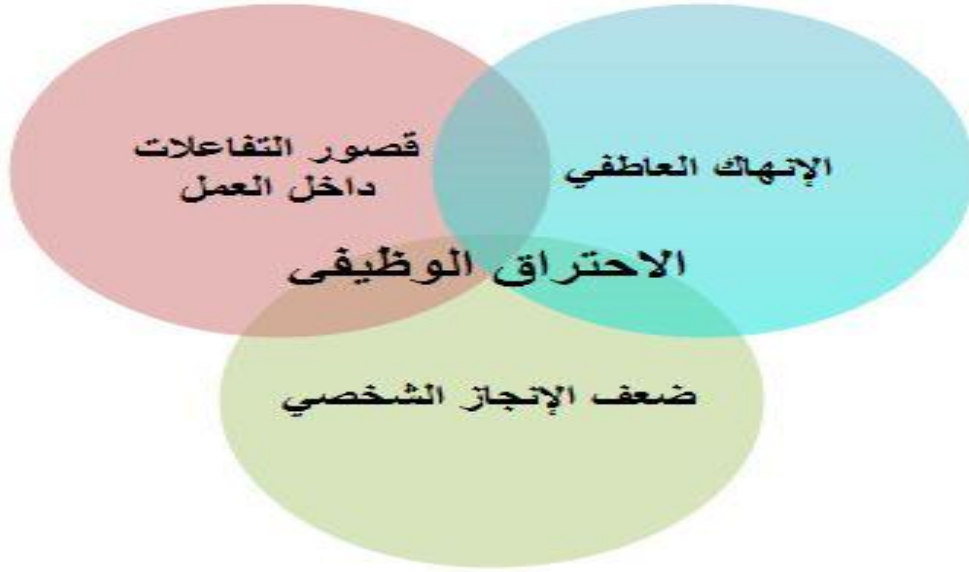 الإنهاك العاطفي
قصور التفاعلات
داخل العمل
الاحتراق الوظيفى
ضعف الإنجاز الشخصي